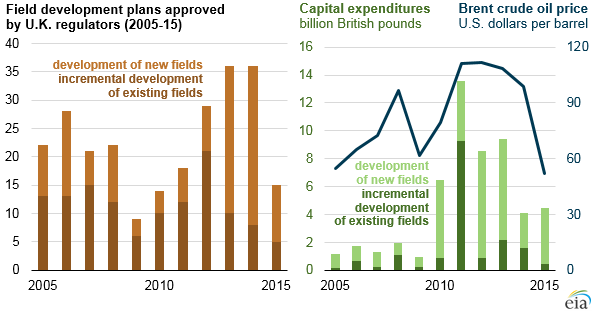 Field development plans approved
by U.K. regulators (2005-15)
40
35
30
25
20
15
10
5
0
development of new fields
incremental development
of existing fields
2005
2010
2015
Capital expenditures
billion British pounds
Brent crude oil price
U.S. dollars per barrel
16
14
12
10
8
6
4
2
0
120
90
60
30
0
development
of new fields
incremental
development
of existing fields
2005
2010
2015
eia